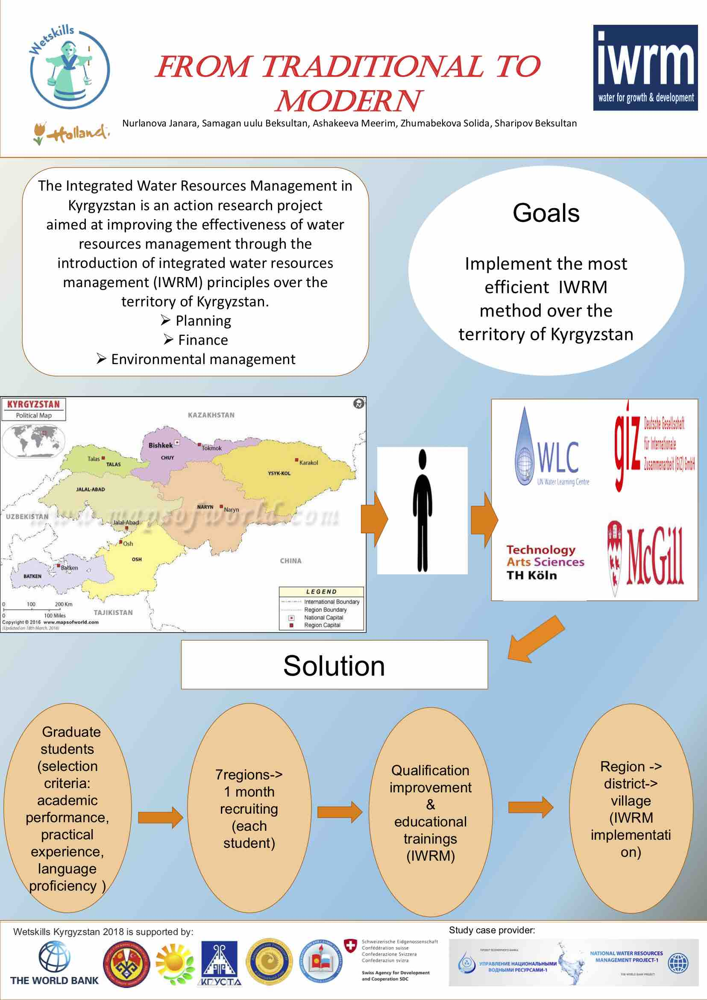 Wetskills
Holland.
FROM TRADITIONAL TO
MODERN
Nurlanova Janara, Samagan uulu Beksultan, Ashakeeva Meerim, Zhumabekova Solida, Sharipov Beksultan
iwrm
water for growth & development
The Integrated Water Resources Management in
Kyrgyzstan is an action research project
aimed at improving the effectiveness of water
resources management through the
introduction of integrated water resources
management (IWRM) principles over the
territory of Kyrgyzstan.
➢ Planning
➢ Finance
➢ Environmental management
Goals
Implement the most
efficient IWRM
method over the
territory of Kyrgyzstan
KYRGYZSTAN
Political Map
N
KAZAKHSTAN
Bishkek
Tokmok
CHUY
Talas
TALAS
Karakol
YSYK-KOL
JALAL-ABAD
NARYN
Naryn
www.mapsofworld.com
UZBEKISTAN
Jalal-Abad
Osh
OSH
CHINA
Batken
BATKEN
TAJIKISTAN
0 100 200 Km
0 100 Miles
Copyright © 2016 www.mapsofworld.com
(Updated on 18th March, 2016)
LEGEND
International Boundary
Region Boundary
National Capital
Region Capital
WLC
UN Water Learning Centre
giz
Deutsche Gesellschaft
für Internationale
Zusammenarbeit (GIZ) GmbH
Technology
Arts Sciences
TH Köln
McGill
Solution
Graduate
students
(selection
criteria:
academic
performance,
practical
experience,
language
proficiency )
7regions->
1 month
recruiting
(each
student)
Qualification
improvement
&
educational
trainings
(IWRM)
Region ->
district->
village
(IWRM
implementati
on)
Wetskills Kyrgyzstan 2018 is supported by:
THE WORLD BANK
КГУСТА
Schweizerische Eidgenossenschaft
Confédération suisse
Confederazione Svizzera
Confederaziun svizra
Swiss Agency for Development
and Cooperation SDC
Study case provider:
ПРОЕКТ ВСЕМИРНОГО БАНКА
УПРАВЛЕНИЕ НАЦИОНАЛЬНЫМИ
ВОДНЫМИ РЕСУРСАМИ-1
NATIONAL WATER RESOURCES
MANAGEMENT PROJECT-1
THE WORLD BANK PROJECT